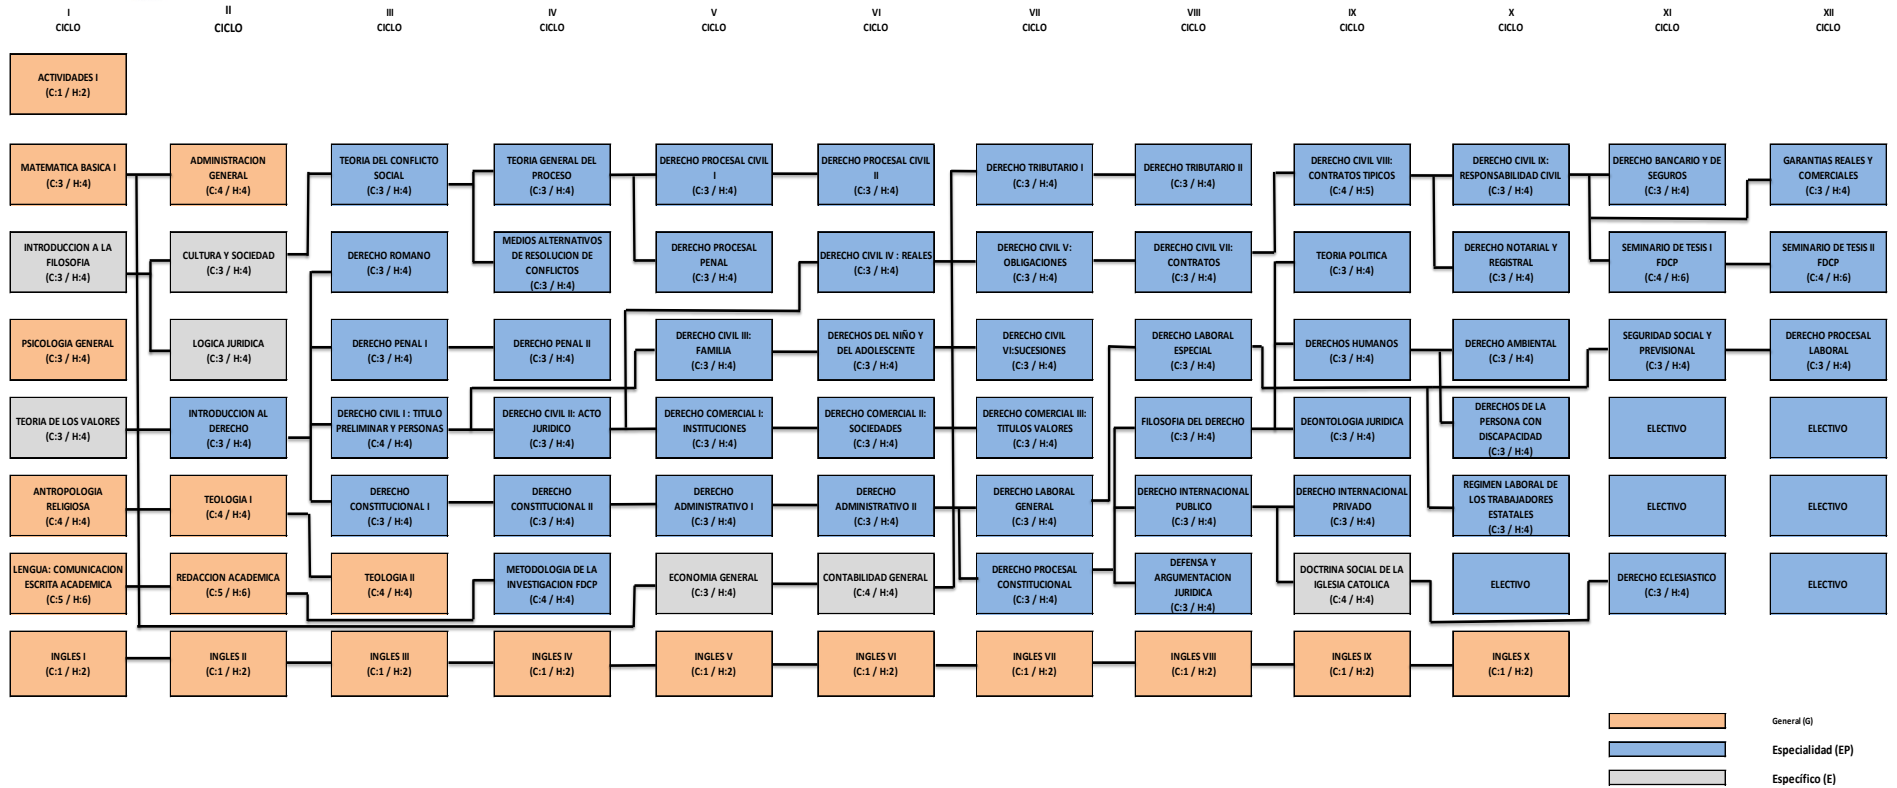 I
CICLO
II
CICLO
III
CICLO
IV
CICLO
V
CICLO
VI
CICLO
VII
CICLO
VIII
CICLO
IX
CICLO
X
CICLO
XI
CICLO
XII
CICLO
ACTIVIDADES I
(C:1 / H:2)
MATEMATICA BASICA I
(C:3 / H:4)
ADMINISTRACION
GENERAL
(C:4 / H:4)
TEORIA DEL CONFLICTO
SOCIAL
(C:3 / H:4)
TEORIA GENERAL DEL
PROCESO
(C:3 / H:4)
DERECHO PROCESAL CIVIL
I
(C:3 / H:4)
DERECHO PROCESAL CIVIL
II
(C:3 / H:4)
DERECHO TRIBUTARIO I
(C:3 / H:4)
DERECHO TRIBUTARIO II
(C:3 / H:4)
DERECHO CIVIL VIII:
CONTRATOS TIPICOS
(C:4 / H:5)
DERECHO CIVIL IX:
RESPONSABILIDAD CIVIL
(C:3 / H:4)
DERECHO BANCARIO Y DE
SEGUROS
(C:3 / H:4)
GARANTIAS REALES Y
COMERCIALES
(C:3 / H:4)
INTRODUCCION A LA
FILOSOFIA
(C:3 / H:4)
CULTURA Y SOCIEDAD
(C:3 / H:4)
DERECHO ROMANO
(C:3 / H:4)
MEDIOS ALTERNATIVOS
DE RESOLUCION DE
CONFLICTOS
(C:3 / H:4)
DERECHO PROCESAL
PENAL
(C:3 / H:4)
DERECHO CIVIL IV : REALES
(C:3 / H:4)
DERECHO CIVIL V:
OBLIGACIONES
(C:3 / H:4)
DERECHO CIVIL VII:
CONTRATOS
(C:3 / H:4)
TEORIA POLITICA
(C:3 / H:4)
DERECHO NOTARIAL Y
REGISTRAL
(C:3 / H:4)
SEMINARIO DE TESIS I
FDCP
(C:4 / H:6)
SEMINARIO DE TESIS II
FDCP
(C:4 / H:6)
PSICOLOGIA GENERAL
(C:3 / H:4)
LOGICA JURIDICA
(C:3 / H:4)
DERECHO PENAL I
(C:3 / H:4)
DERECHO PENAL II
(C:3 / H:4)
DERECHO CIVIL III:
FAMILIA
(C:3 / H:4)
DERECHOS DEL NIÑO Y
DEL ADOLESCENTE
(C:3 / H:4)
DERECHO CIVIL
VI:SUCESIONES
(C:3 / H:4)
DERECHO LABORAL
ESPECIAL
(C:3 / H:4)
DERECHOS HUMANOS
(C:3 / H:4)
DERECHO AMBIENTAL
(C:3 / H:4)
SEGURIDAD SOCIAL Y
PREVISIONAL
(C:3 / H:4)
DERECHO PROCESAL
LABORAL
(C:3 / H:4)
TEORIA DE LOS VALORES
(C:3 / H:4)
INTRODUCCION AL
DERECHO
(C:3 / H:4)
DERECHO CIVIL I : TITULO
PRELIMINAR Y PERSONAS
(C:4 / H:4)
DERECHO CIVIL II: ACTO
JURIDICO
(C:3 / H:4)
DERECHO COMERCIAL I:
INSTITUCIONES
(C:3 / H:4)
DERECHO COMERCIAL II:
SOCIEDADES
(C:3 / H:4)
DERECHO COMERCIAL III:
TITULOS VALORES
(C:3 / H:4)
FILOSOFIA DEL DERECHO
(C:3 / H:4)
DEONTOLOGIA JURIDICA
(C:3 / H:4)
DERECHOS DE LA
PERSONA CON
DISCAPACIDAD
(C:3 / H:4)
ELECTIVO
ELECTIVO
ANTROPOLOGIA
RELIGIOSA
(C:4 / H:4)
TEOLOGIA I
(C:4 / H:4)
DERECHO
CONSTITUCIONAL I
(C:3 / H:4)
DERECHO
CONSTITUCIONAL II
(C:3 / H:4)
DERECHO
ADMINISTRATIVO I
(C:3 / H:4)
DERECHO
ADMINISTRATIVO II
(C:3 / H:4)
DERECHO LABORAL
GENERAL
(C:3 / H:4)
DERECHO INTERNACIONAL
PUBLICO
(C:3 / H:4)
DERECHO INTERNACIONAL
PRIVADO
(C:3 / H:4)
REGIMEN LABORAL DE
LOS TRABAJADORES
ESTATALES
(C:3 / H:4)
ELECTIVO
ELECTIVO
LENGUA: COMUNICACION
ESCRITA ACADEMICA
(C:5 / H:6)
REDACCION ACADEMICA
(C:5 / H:6)
TEOLOGIA II
(C:4 / H:4)
METODOLOGIA DE LA
INVESTIGACION FDCP
(C:4 / H:4)
ECONOMIA GENERAL
(C:3 / H:4)
CONTABILIDAD GENERAL
(C:4 / H:4)
DERECHO PROCESAL
CONSTITUCIONAL
(C:3 / H:4)
DEFENSA Y
ARGUMENTACION
JURIDICA
(C:3 / H:4)
DOCTRINA SOCIAL DE LA
IGLESIA CATOLICA
(C:4 / H:4)
ELECTIVO
DERECHO ECLESIASTICO
(C:3 / H:4)
ELECTIVO
INGLES I
(C:1 / H:2)
INGLES II
(C:1 / H:2)
INGLES III
(C:1 / H:2)
INGLES IV
(C:1 / H:2)
INGLES V
(C:1 / H:2)
INGLES VI
(C:1 / H:2)
INGLES VII
(C:1 / H:2)
INGLES VIII
(C:1 / H:2)
INGLES IX
(C:1 / H:2)
INGLES X
(C:1 / H:2)
General (G)
Especialidad (EP)
Específico (E)